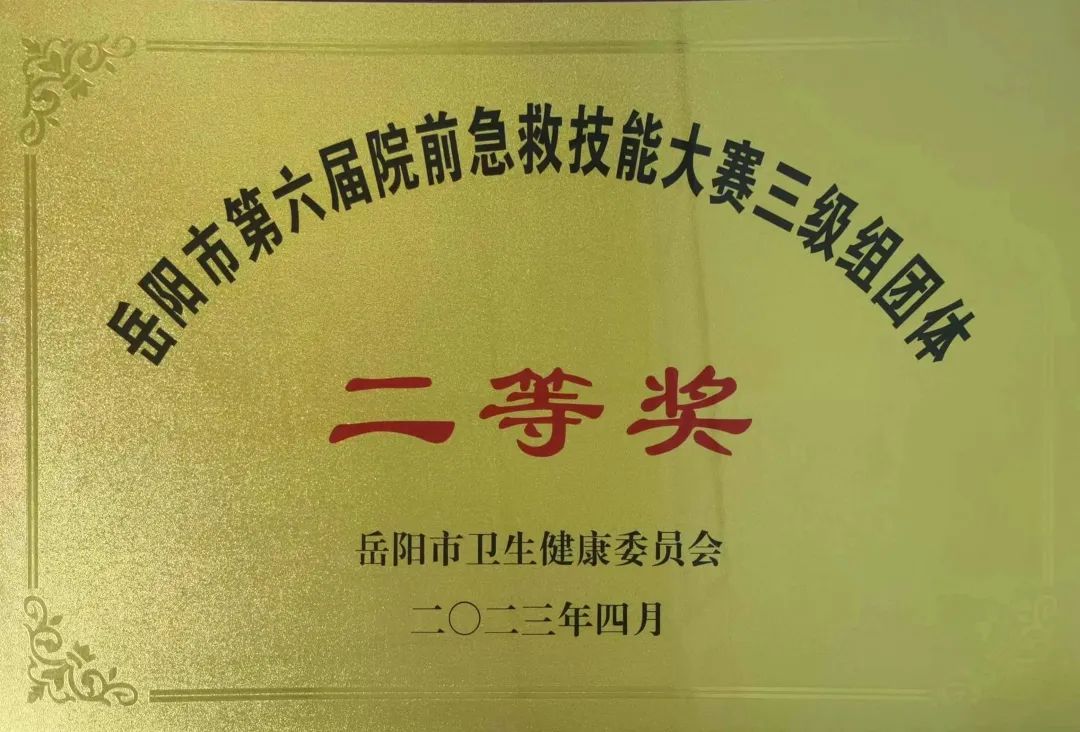 岳阳市第六届院前急救技能大赛三级组团体
二等奖
岳阳市卫生健康委员会
二〇二三年四月